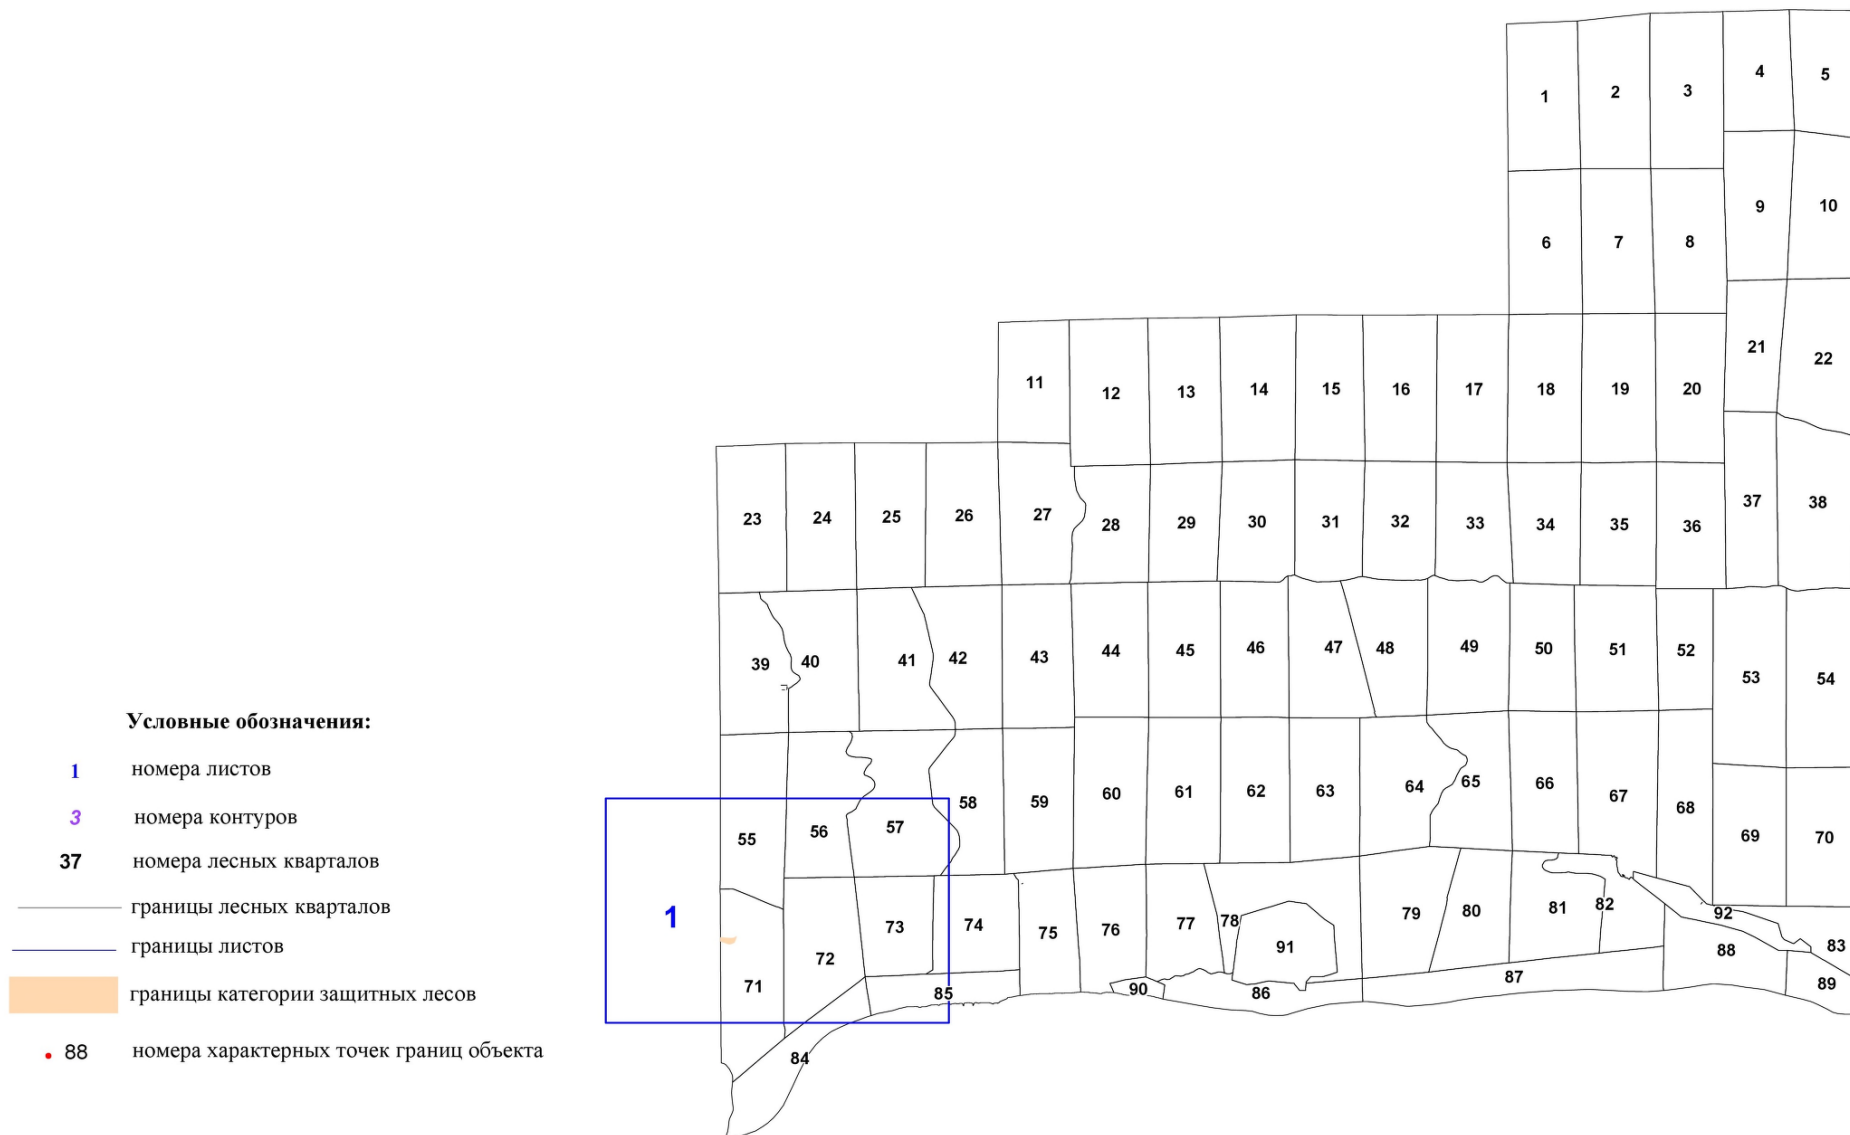 1 2 3 4 5
6 7 8 9 10
11 12 13 14 15 16 17 18 19 20 21 22
23 24 25 26 27 28 29 30 31 32 33 34 35 36 37 38
39 40 41 42 43 44 45 46 47 48 49 50 51 52 53 54
55 56 57 58 59 60 61 62 63 64 65 66 67 68 69 70
1
71 72 73 74 75 76 77 78 91 79 80 81 82 92 83
84 85 90 86 87 88 89
Условные обозначения:
1 номера листов
3 номера контуров
37 номера лесных кварталов
границы лесных кварталов
границы листов
границы категории защитных лесов
88 номера характерных точек границ объекта